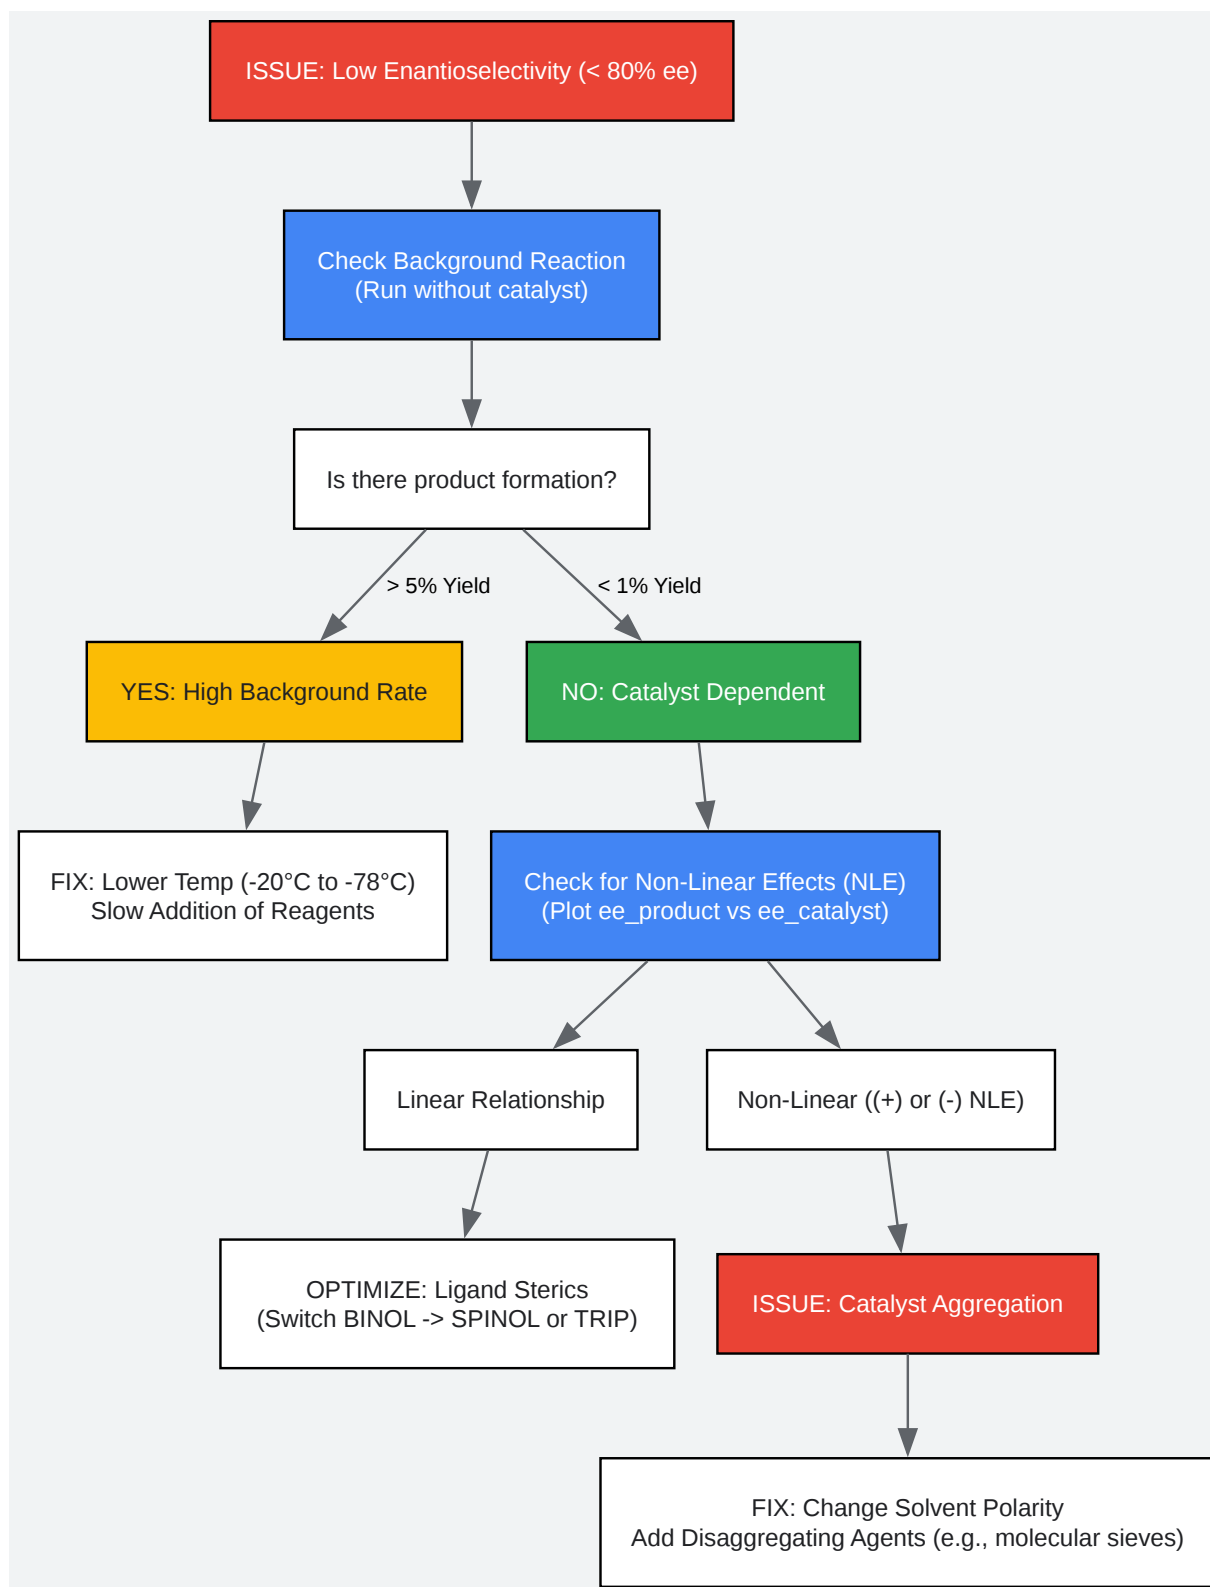 ISSUE: Low Enantioselectivity (< 80% ee)
Check Background Reaction
(Run without catalyst)
Is there product formation?
> 5% Yield
< 1% Yield
YES: High Background Rate
NO: Catalyst Dependent
FIX: Lower Temp (-20°C to -78°C)
Slow Addition of Reagents
Check for Non-Linear Effects (NLE)
(Plot ee_product vs ee_catalyst)
Linear Relationship
Non-Linear ((+) or (-) NLE)
OPTIMIZE: Ligand Sterics
(Switch BINOL -> SPINOL or TRIP)
ISSUE: Catalyst Aggregation
FIX: Change Solvent Polarity
Add Disaggregating Agents (e.g., molecular sieves)